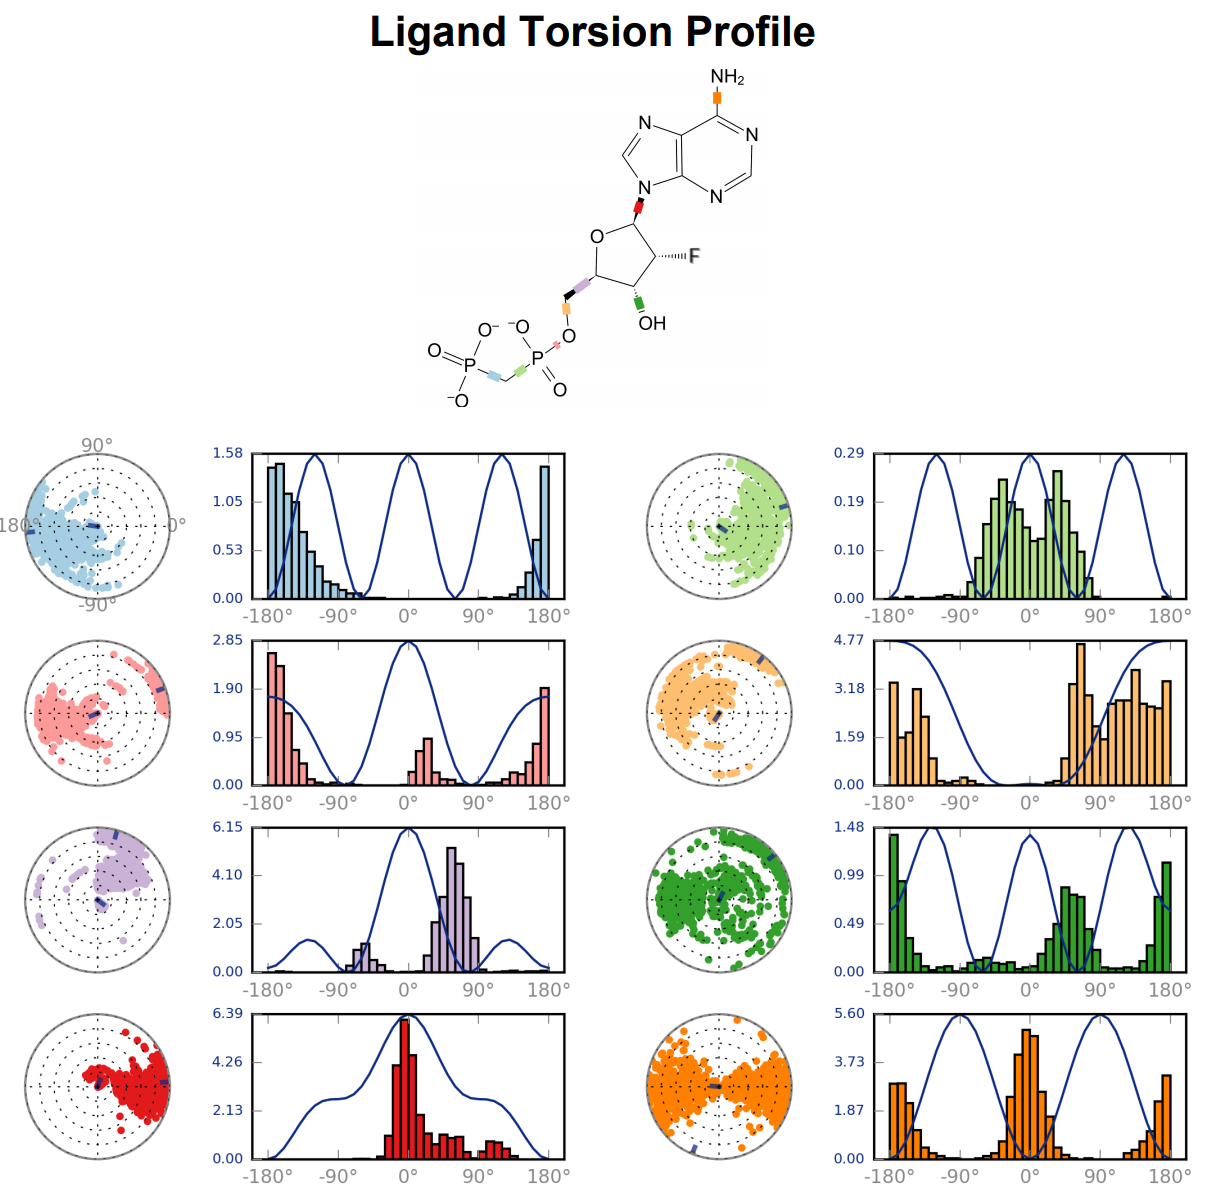 Ligand Torsion Profile
NH₂
N
N
N
N
O
F
OH
O
O⁻ ⁻O
O
P
P
O
⁻O
90°
180°
0°
-90°
1.58
1.05
0.53
0.00
-180° -90° 0° 90° 180°
0.29
0.19
0.10
0.00
-180° -90° 0° 90° 180°
2.85
1.90
0.95
0.00
-180° -90° 0° 90° 180°
4.77
3.18
1.59
0.00
-180° -90° 0° 90° 180°
6.15
4.10
2.05
0.00
-180° -90° 0° 90° 180°
1.48
0.99
0.49
0.00
-180° -90° 0° 90° 180°
6.39
4.26
2.13
0.00
-180° -90° 0° 90° 180°
5.60
3.73
1.87
0.00
-180° -90° 0° 90° 180°